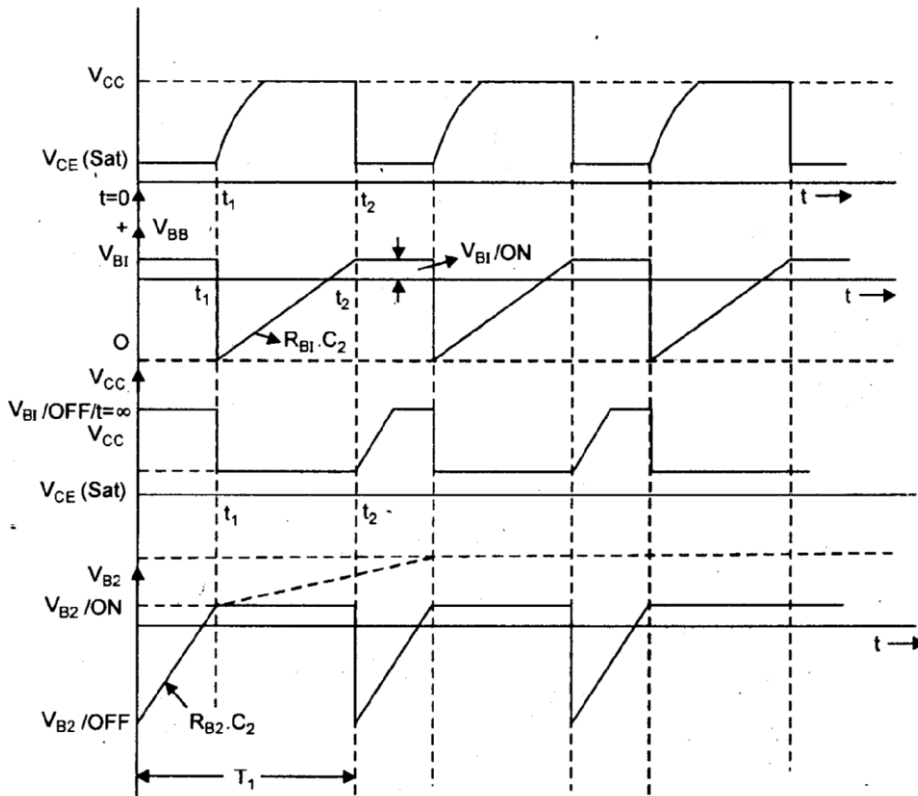 V_CC
V_CE (Sat)
t=0
t_1
t_2
t
+
V_BB
V_BI
V_BI/ON
t_1
t_2
t
R_BI.C_2
O
V_CC
V_BI/OFF/t=∞
V_CC
V_CE (Sat)
t_1
t_2
V_B2
V_B2/ON
t
V_B2/OFF
R_B2.C_2
T_1